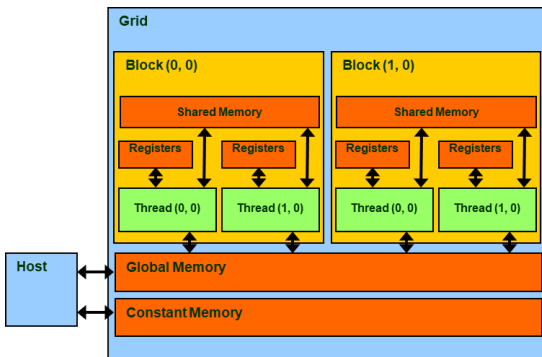 Grid
Block (0, 0)
Block (1, 0)
Shared Memory
Shared Memory
Registers
Registers
Registers
Registers
Thread (0, 0)
Thread (1, 0)
Thread (0, 0)
Thread (1, 0)
Host
Global Memory
Constant Memory